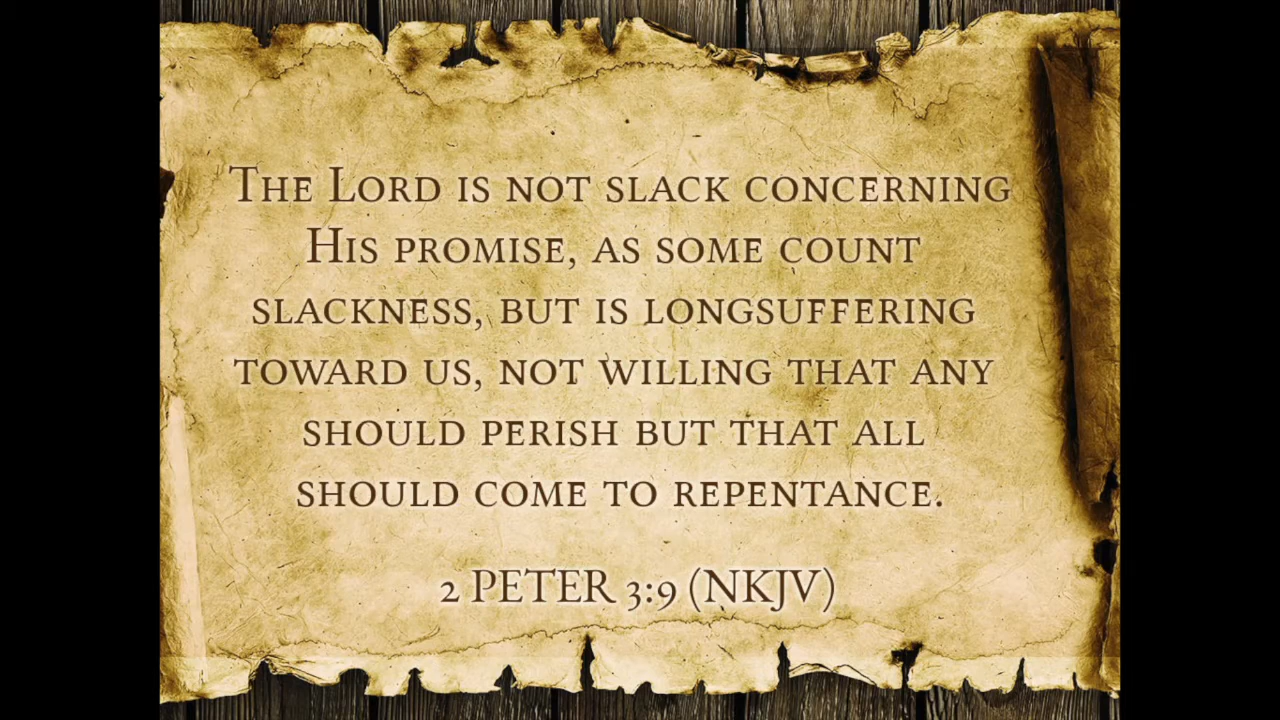 The Lord is not slack concerning
His promise, as some count
slackness, but is longsuffering
toward us, not willing that any
should perish but that all
should come to repentance.
2 PETER 3:9 (NKJV)